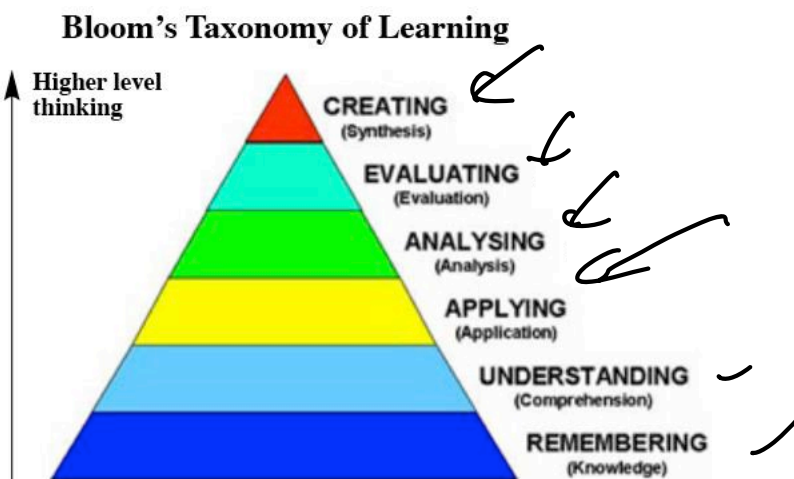 Bloom's Taxonomy of Learning
Higher level
thinking
CREATING
(Synthesis)
EVALUATING
(Evaluation)
ANALYSING
(Analysis)
APPLYING
(Application)
UNDERSTANDING
(Comprehension)
REMEMBERING
(Knowledge)